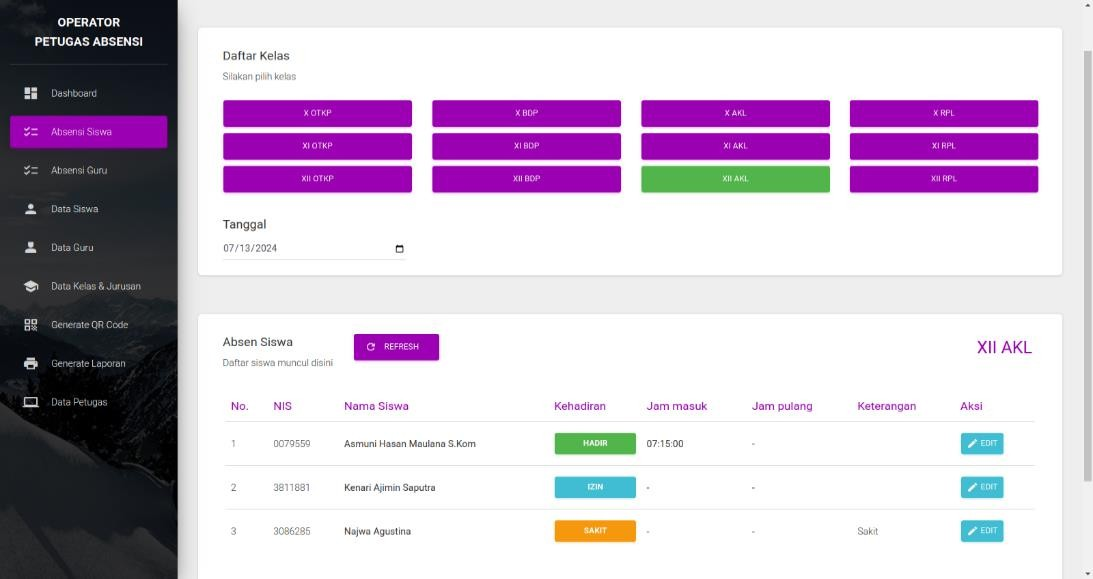 OPERATOR
PETUGAS ABSENSI
Dashboard
Absensi Siswa
Absensi Guru
Data Siswa
Data Guru
Data Kelas & Jurusan
Generate QR Code
Generate Laporan
Data Petugas
Daftar Kelas
Silakan pilih kelas
X OTKP X BDP X AKL X RPL
XI OTKP XI BDP XI AKL XI RPL
XII OTKP XII BDP XII AKL XII RPL
Tanggal
07/13/2024
Absen Siswa
Daftar siswa muncul disini
REFRESH
XII AKL
No. NIS Nama Siswa Kehadiran Jam masuk Jam pulang Keterangan Aksi
1 0079559 Asmuni Hasan Maulana S.Kom HADIR 07:15:00 - EDIT
2 3811881 Kenari Ajimin Saputra IZIN - - EDIT
3 3086285 Najwa Agustina SAKIT - - Sakit EDIT